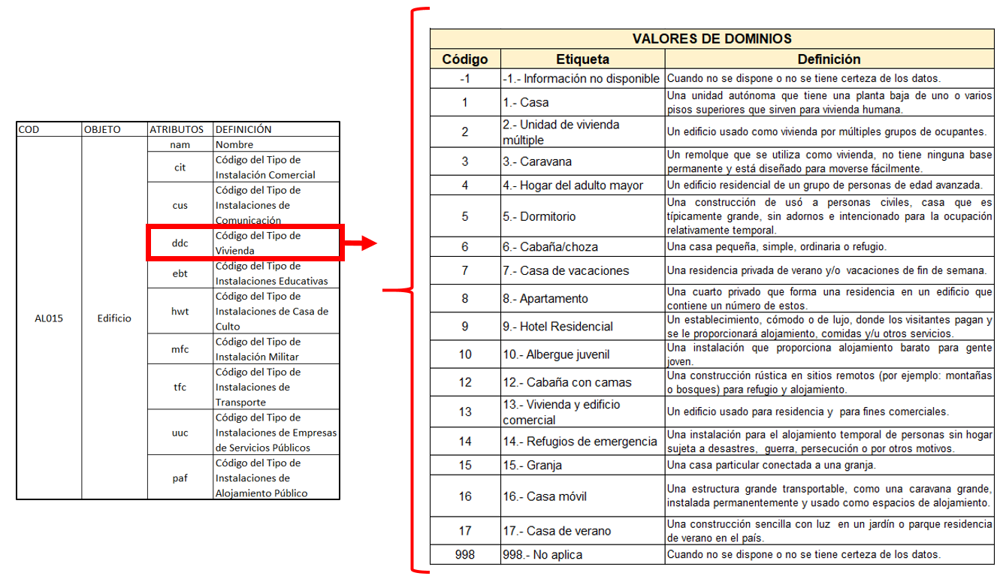 COD OBJETO ATRIBUTOS DEFINICIÓN
AL015 Edificio
nam Nombre
cit Código del Tipo de
Instalación Comercial
cus Código del Tipo de
Instalaciones de
Comunicación
ddc Código del Tipo de
Vivienda
ebt Código del Tipo de
Instalaciones Educativas
hwt Código del Tipo de
Instalaciones de Casa de
Culto
mfc Código del Tipo de
Instalación Militar
tfc Código del Tipo de
Instalaciones de
Transporte
uuc Código del Tipo de
Instalaciones de Empresas
de Servicios Públicos
paf Código del Tipo de
Instalaciones de
Alojamiento Público
VALORES DE DOMINIOS
Código Etiqueta Definición
-1 -1.- Información no disponible Cuando no se dispone o no se tiene certeza de los datos.
1 1.- Casa Una unidad autónoma que tiene una planta baja de uno o varios
pisos superiores que sirven para vivienda humana.
2 2.- Unidad de vivienda
múltiple Un edificio usado como vivienda por múltiples grupos de ocupantes.
3 3.- Caravana Un remolque que se utiliza como vivienda, no tiene ninguna base
permanente y está diseñado para moverse fácilmente.
4 4.- Hogar del adulto mayor Un edificio residencial de un grupo de personas de edad avanzada.
5 5.- Dormitorio Una construcción de usó a personas civiles, casa que es
típicamente grande, sin adornos e intencionado para la ocupación
relativamente temporal.
6 6.- Cabaña/choza Una casa pequeña, simple, ordinaria o refugio.
7 7.- Casa de vacaciones Una residencia privada de verano y/o vacaciones de fin de semana.
8 8.- Apartamento Una cuarto privado que forma una residencia en un edificio que
contiene un número de estos.
9 9.- Hotel Residencial Un establecimiento, cómodo o de lujo, donde los visitantes pagan y
se le proporcionará alojamiento, comidas y/u otros servicios.
10 10.- Albergue juvenil Una instalación que proporciona alojamiento barato para gente
joven.
12 12.- Cabaña con camas Una construcción rústica en sitios remotos (por ejemplo: montañas
o bosques) para refugio y alojamiento.
13 13.- Vivienda y edificio
comercial Un edificio usado para residencia y para fines comerciales.
14 14.- Refugios de emergencia Una instalación para el alojamiento temporal de personas sin hogar
sujeta a desastres, guerra, persecución o por otros motivos.
15 15.- Granja Una casa particular conectada a una granja.
16 16.- Casa móvil Una estructura grande transportable, como una caravana grande,
instalada permanentemente y usado como espacios de alojamiento.
17 17.- Casa de verano Una construcción sencilla con luz en un jardín o parque residencia
de verano en el país.
998 998.- No aplica Cuando no se dispone o no se tiene certeza de los datos.